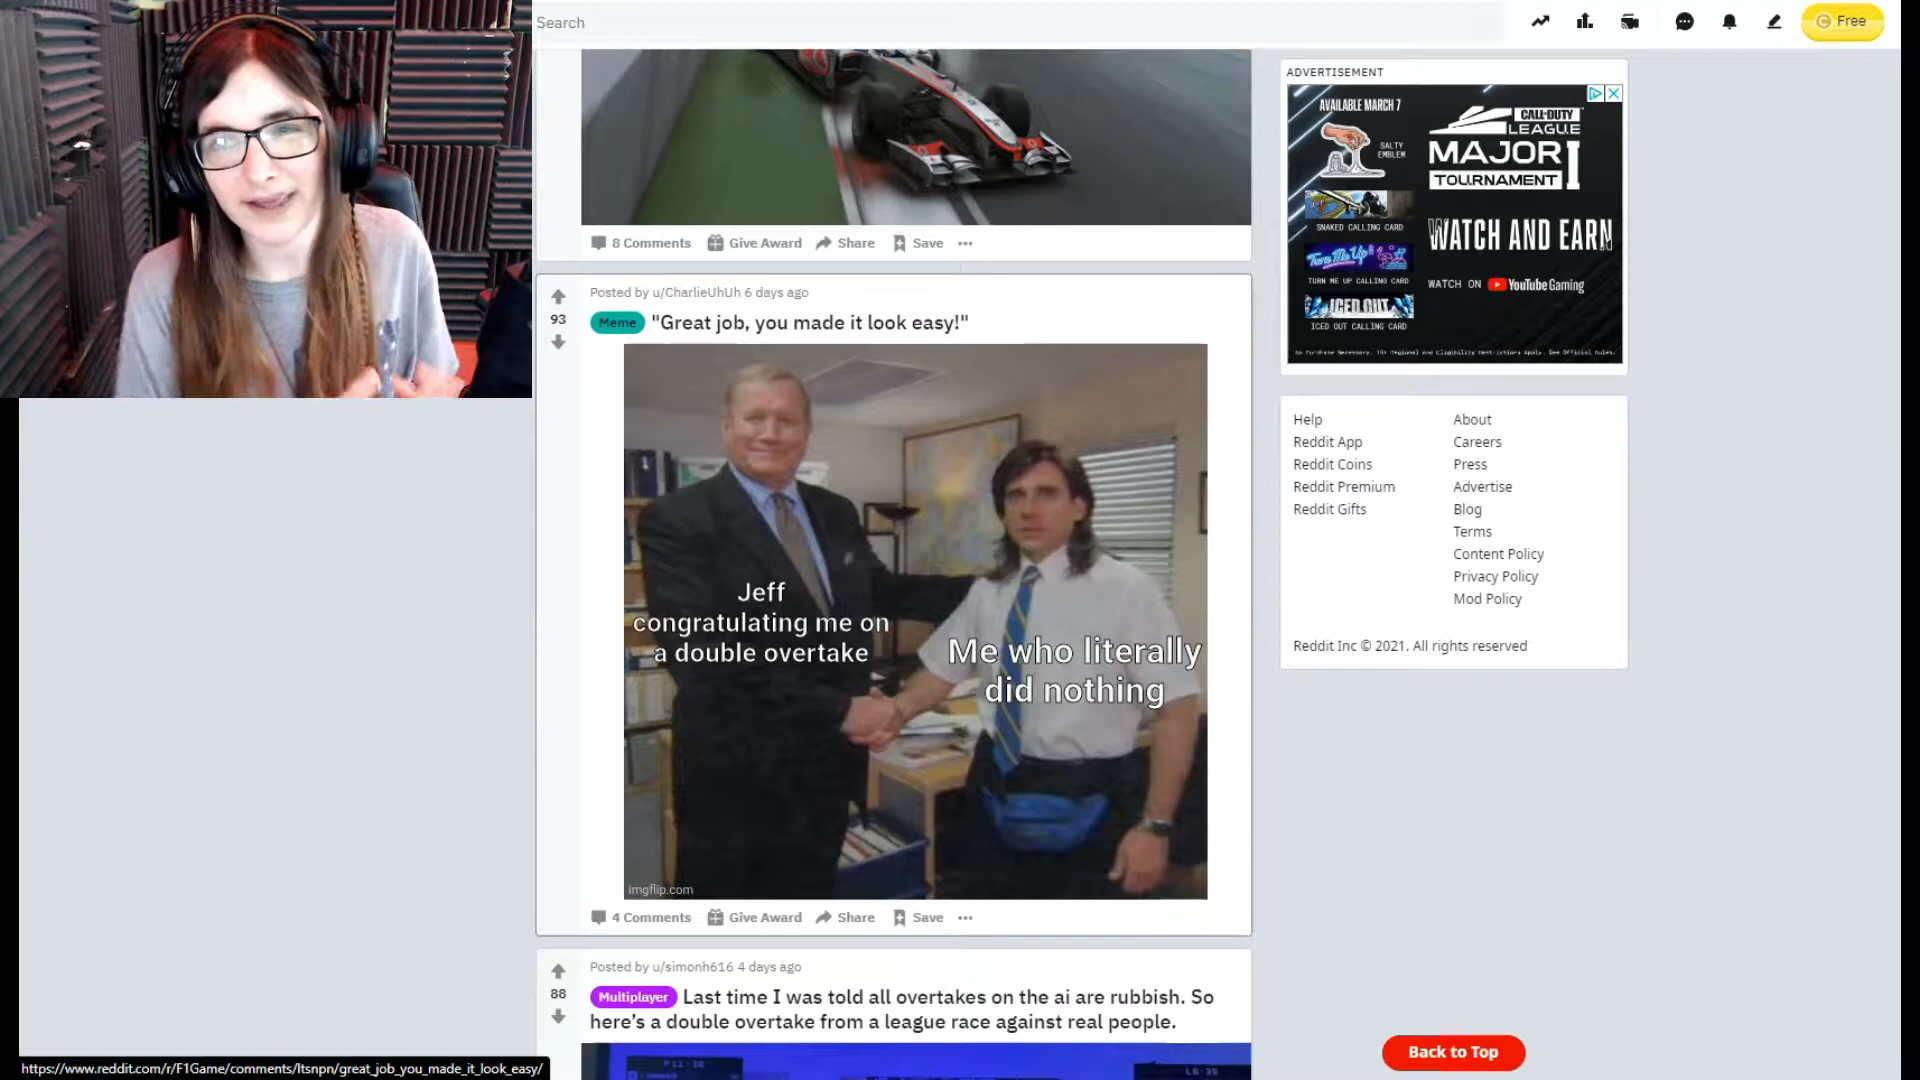 Search
Free
8 Comments
Give Award
Share
Save
Posted by u/CharlieUhUh 6 days ago
93
Meme
"Great job, you made it look easy!"
Jeff
congratulating me on
a double overtake
Me who literally
did nothing
imgflip.com
4 Comments
Give Award
Share
Save
Posted by u/simonh616 4 days ago
88
Multiplayer
Last time I was told all overtakes on the ai are rubbish. So
here’s a double overtake from a league race against real people.
ADVERTISEMENT
AVAILABLE MARCH 7
SALTY
EMBLEM
SNAKED CALLING CARD
Turn Me Up!
TURN ME UP CALLING CARD
ICED OUT
ICED OUT CALLING CARD
CALL OF DUTY
LEAGUE
MAJOR I
TOURNAMENT
WATCH AND EARN
WATCH ON YouTube Gaming
Help
Reddit App
Reddit Coins
Reddit Premium
Reddit Gifts
About
Careers
Press
Advertise
Blog
Terms
Content Policy
Privacy Policy
Mod Policy
Reddit Inc © 2021. All rights reserved
Back to Top
https://www.reddit.com/r/F1Game/comments/ltsnpn/great_job_you_made_it_look_easy/